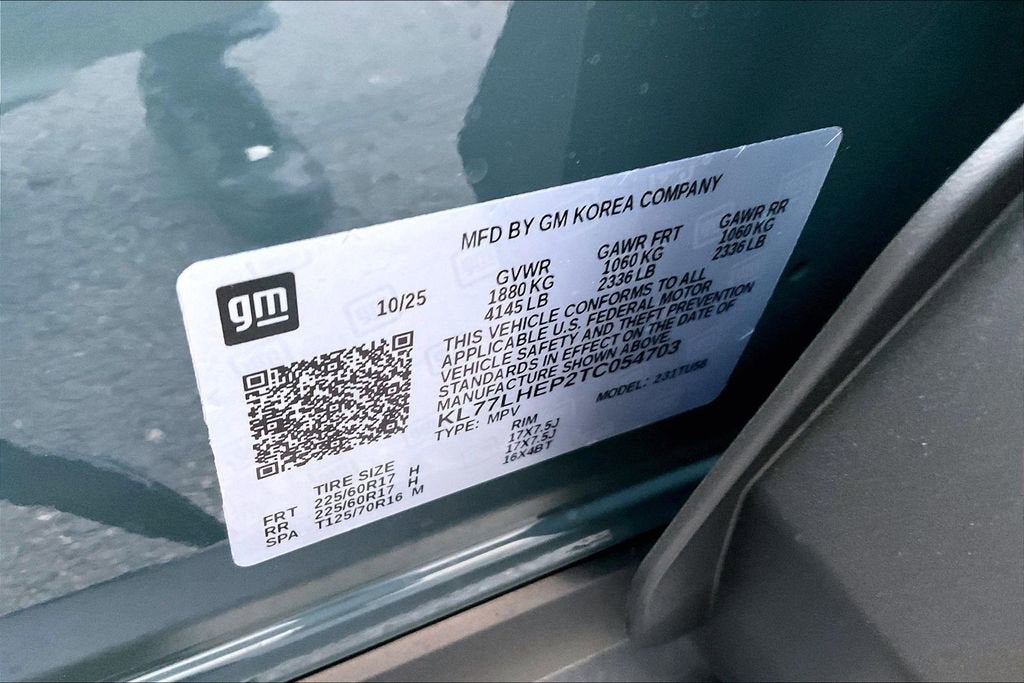 gm
10/25
MFD BY GM KOREA COMPANY
GVWR GAWR FRT GAWR RR
1880 KG 1060 KG 1060 KG
4145 LB 2336 LB 2336 LB
THIS VEHICLE CONFORMS TO ALL
APPLICABLE U.S. FEDERAL MOTOR
VEHICLE SAFETY AND THEFT PREVENTION
STANDARDS IN EFFECT ON THE DATE OF
MANUFACTURE SHOWN ABOVE.
KL77LHEP2TC054703
TYPE: MPV MODEL: 231TU58
TIRE SIZE RIM
FRT 225/60R17 H 17X7.5J
RR 225/60R17 H 17X7.5J
SPA T125/70R16 M 16X4BT